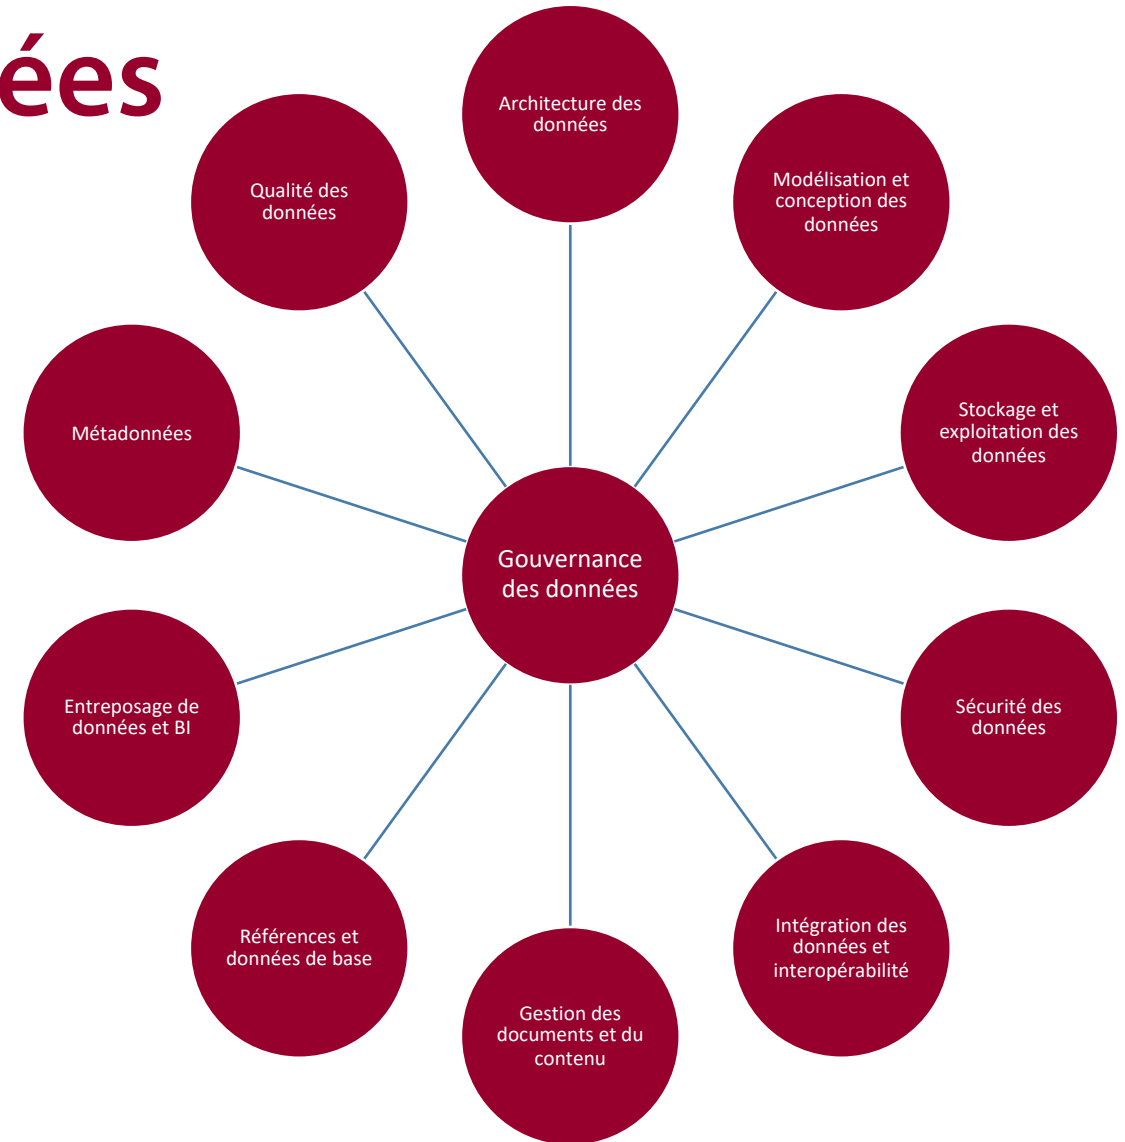 ées
Architecture des
données
Modélisation et
conception des
données
Stockage et
exploitation des
données
Sécurité des
données
Intégration des
données et
interopérabilité
Gestion des
documents et du
contenu
Références et
données de base
Entreposage de
données et BI
Métadonnées
Qualité des
données
Gouvernance
des données